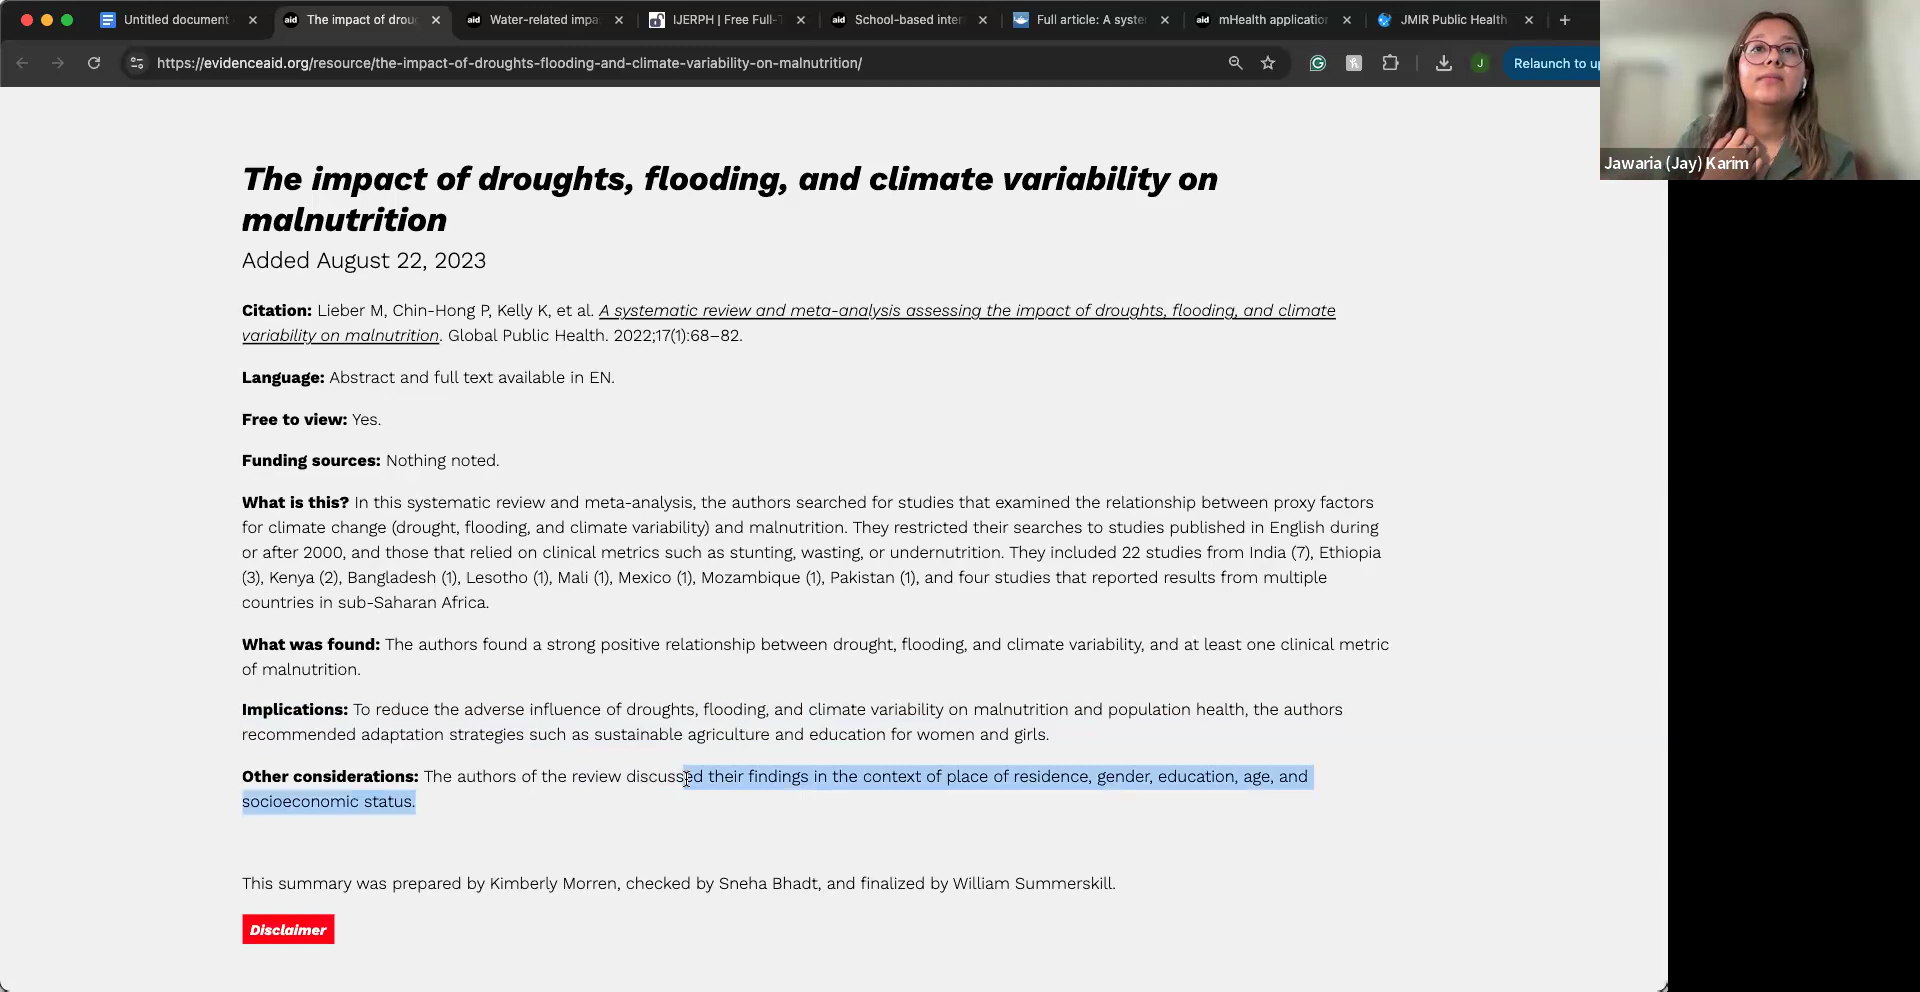 Untitled document
The impact of drou
Water-related impa
IJERPH | Free Full-T
School-based inter
Full article: A syste
mHealth application
JMIR Public Health
https://evidenceaid.org/resource/the-impact-of-droughts-flooding-and-climate-variability-on-malnutrition/
J
Relaunch to u
Jawaria (Jay) Karim
The impact of droughts, flooding, and climate variability on
malnutrition
Added August 22, 2023
Citation: Lieber M, Chin-Hong P, Kelly K, et al. A systematic review and meta-analysis assessing the impact of droughts, flooding, and climate
variability on malnutrition. Global Public Health. 2022;17(1):68–82.
Language: Abstract and full text available in EN.
Free to view: Yes.
Funding sources: Nothing noted.
What is this? In this systematic review and meta-analysis, the authors searched for studies that examined the relationship between proxy factors
for climate change (drought, flooding, and climate variability) and malnutrition. They restricted their searches to studies published in English during
or after 2000, and those that relied on clinical metrics such as stunting, wasting, or undernutrition. They included 22 studies from India (7), Ethiopia
(3), Kenya (2), Bangladesh (1), Lesotho (1), Mali (1), Mexico (1), Mozambique (1), Pakistan (1), and four studies that reported results from multiple
countries in sub-Saharan Africa.
What was found: The authors found a strong positive relationship between drought, flooding, and climate variability, and at least one clinical metric
of malnutrition.
Implications: To reduce the adverse influence of droughts, flooding, and climate variability on malnutrition and population health, the authors
recommended adaptation strategies such as sustainable agriculture and education for women and girls.
Other considerations: The authors of the review discussed their findings in the context of place of residence, gender, education, age, and
socioeconomic status.
This summary was prepared by Kimberly Morren, checked by Sneha Bhadt, and finalized by William Summerskill.
Disclaimer